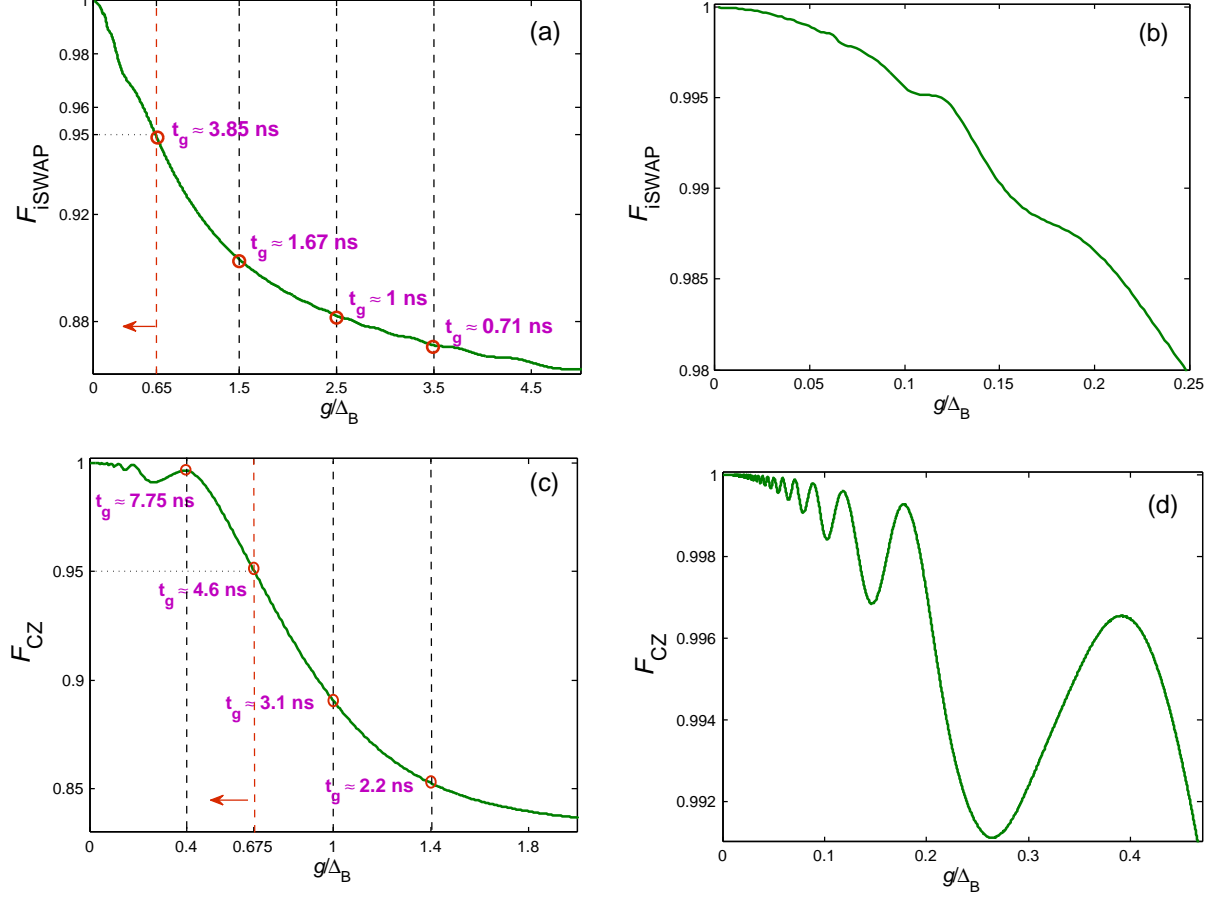 (a)
1
0.98
0.96
0.95
0.92
0.88
F_iSWAP
t_g ≈ 3.85 ns
t_g ≈ 1.67 ns
t_g ≈ 1 ns
t_g ≈ 0.71 ns
0 0.65 1.5 2.5 3.5 4.5
g/Δ_B
(b)
1
0.995
0.99
0.985
0.98
F_iSWAP
0 0.05 0.1 0.15 0.2 0.25
g/Δ_B
(c)
1
0.95
0.9
0.85
F_CZ
t_g ≈ 7.75 ns
t_g ≈ 4.6 ns
t_g ≈ 3.1 ns
t_g ≈ 2.2 ns
0 0.4 0.675 1 1.4 1.8
g/Δ_B
(d)
1
0.998
0.996
0.994
0.992
F_CZ
0 0.1 0.2 0.3 0.4
g/Δ_B